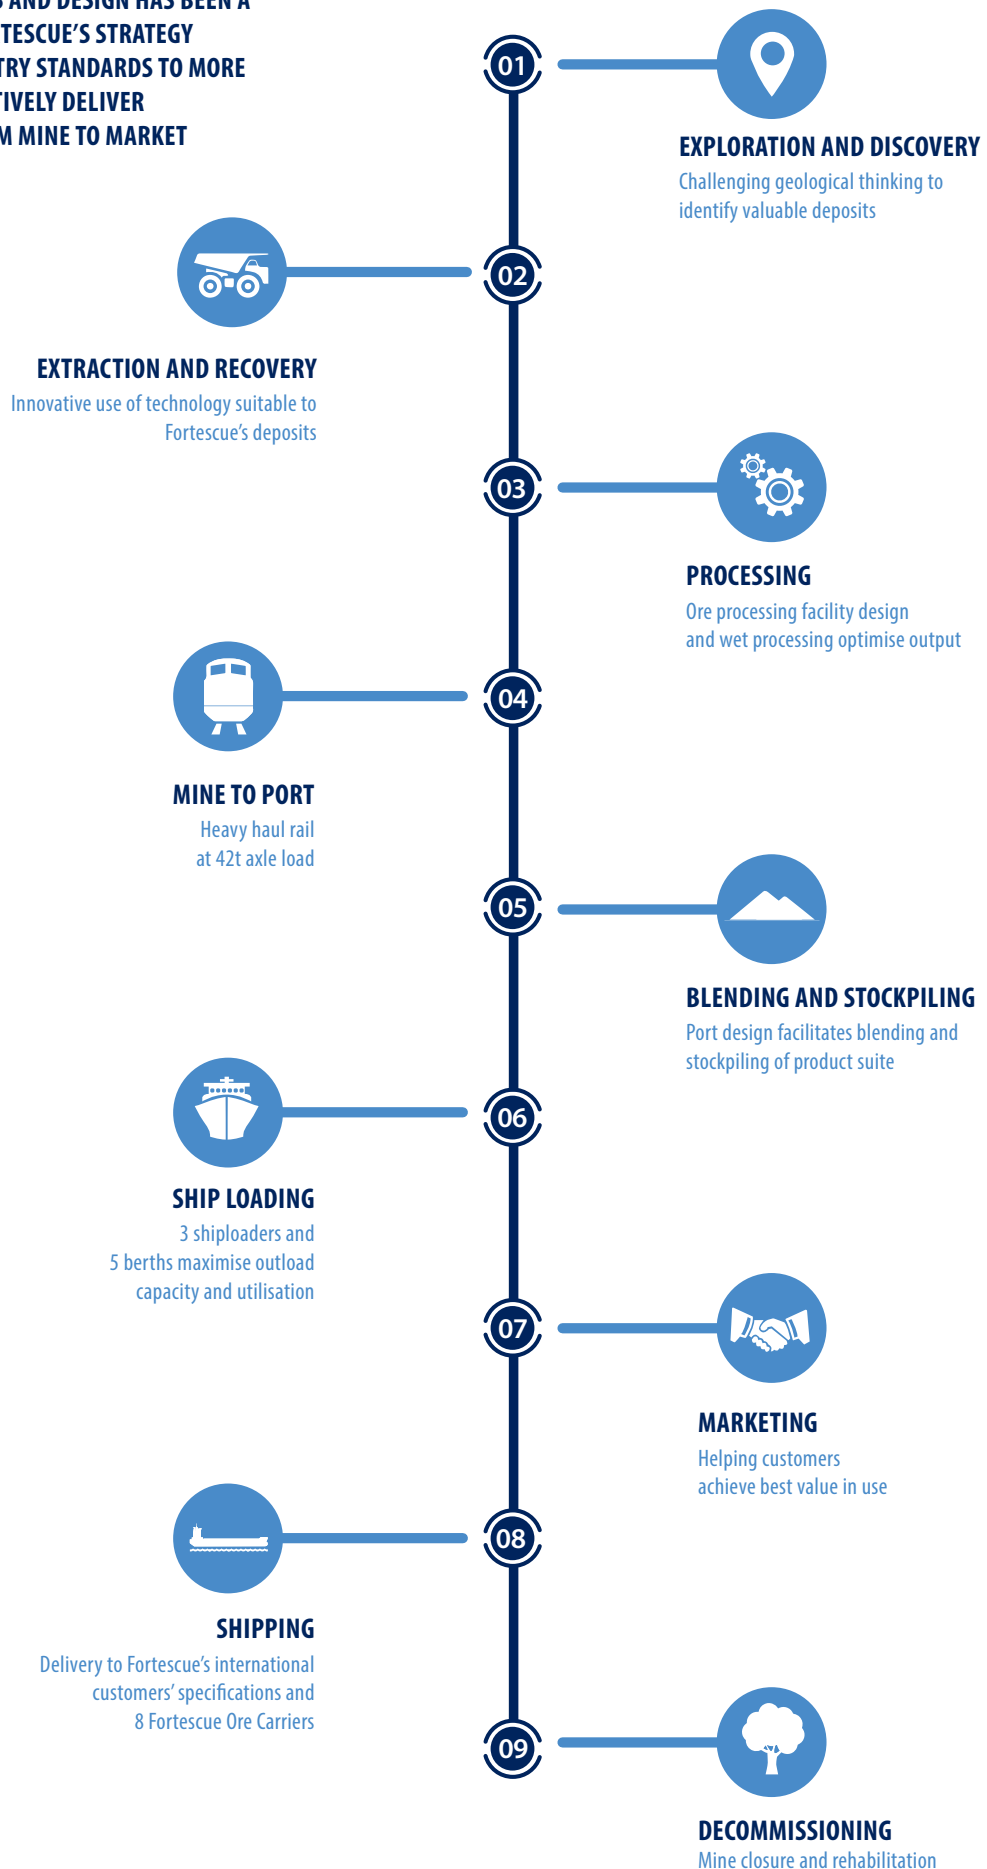 AND DESIGN HAS BEEN A
TESCUE'S STRATEGY
TRY STANDARDS TO MORE
TIVELY DELIVER
M MINE TO MARKET
01
EXPLORATION AND DISCOVERY
Challenging geological thinking to
identify valuable deposits
02
EXTRACTION AND RECOVERY
Innovative use of technology suitable to
Fortescue's deposits
03
PROCESSING
Ore processing facility design
and wet processing optimise output
04
MINE TO PORT
Heavy haul rail
at 42t axle load
05
BLENDING AND STOCKPILING
Port design facilitates blending and
stockpiling of product suite
06
SHIP LOADING
3 shiploaders and
5 berths maximise outload
capacity and utilisation
07
MARKETING
Helping customers
achieve best value in use
08
SHIPPING
Delivery to Fortescue's international
customers' specifications and
8 Fortescue Ore Carriers
09
DECOMMISSIONING
Mine closure and rehabilitation